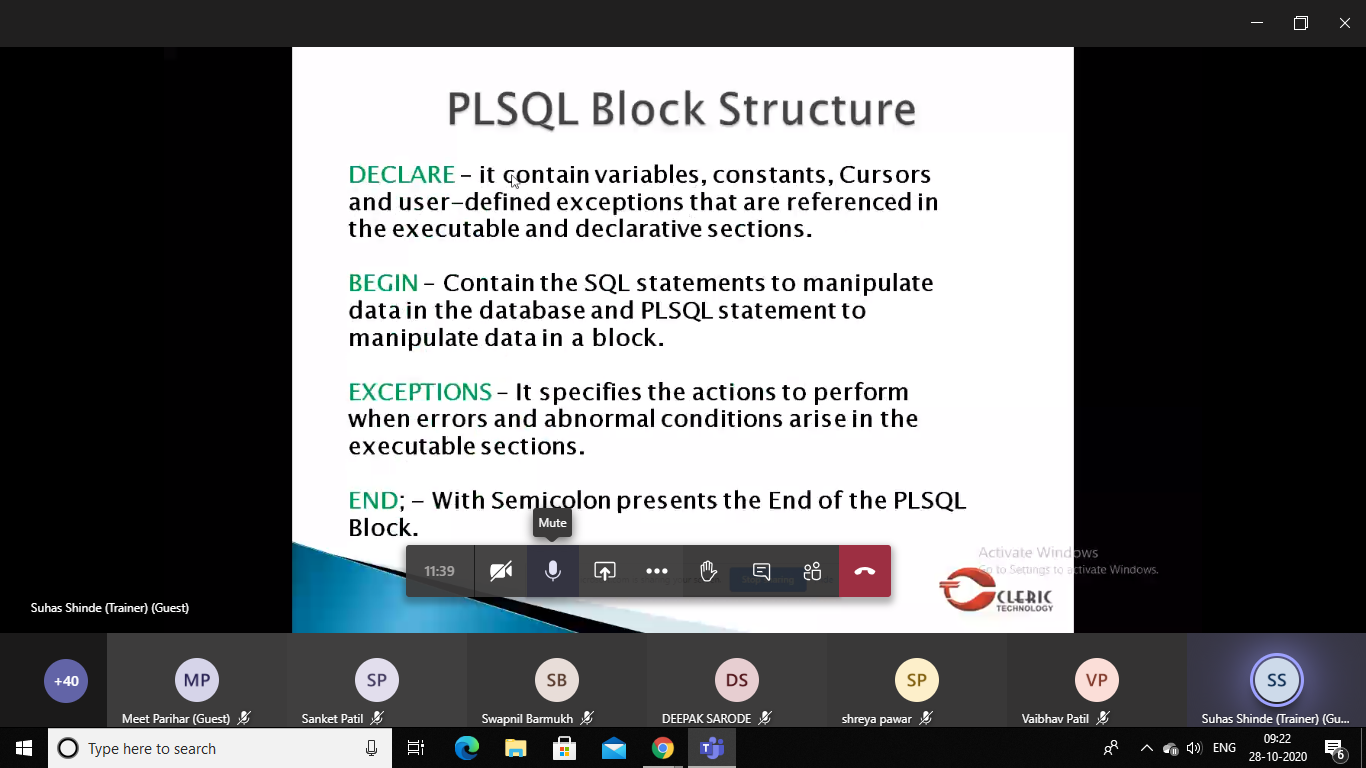 PLSQL Block Structure
DECLARE – it contain variables, constants, Cursors
and user-defined exceptions that are referenced in
the executable and declarative sections.
BEGIN – Contain the SQL statements to manipulate
data in the database and PLSQL statement to
manipulate data in a block.
EXCEPTIONS – It specifies the actions to perform
when errors and abnormal conditions arise in the
executable sections.
END; – With Semicolon presents the End of the PLSQL
Block.
Mute
11:39
Activate Windows
Go to Settings to activate Windows.
Stop sharing
CLERIC
TECHNOLOGY
Suhas Shinde (Trainer) (Guest)
+40
MP
SP
SB
DS
SP
VP
SS
Meet Parihar (Guest)
Sanket Patil
Swapnil Barmukh
DEEPAK SARODE
shreya pawar
Vaibhav Patil
Suhas Shinde (Trainer) (Gu...
Type here to search
ENG
09:22
28-10-2020
6